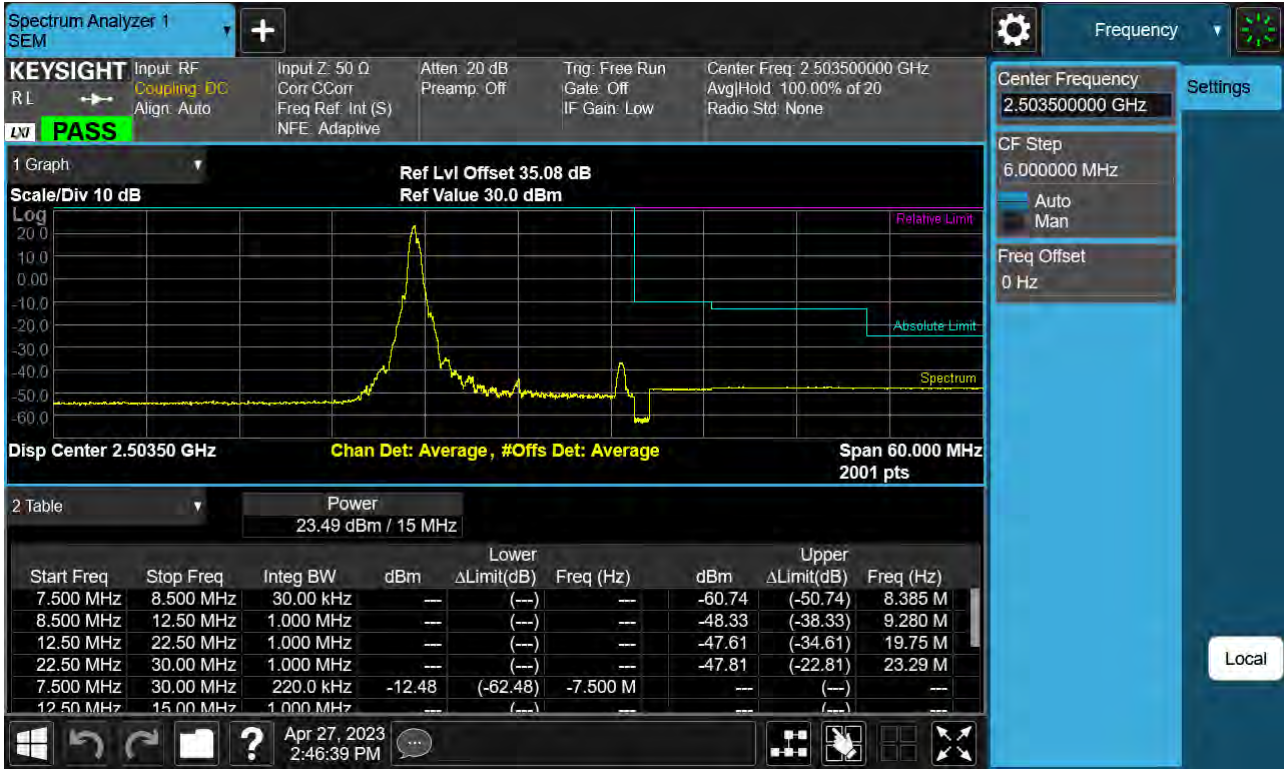 Spectrum Analyzer 1
SEM
Frequency
KEYSIGHT
R L
LXI
PASS
Input: RF
Coupling: DC
Align: Auto
Input Z: 50 Ω
Corr CCorr
Freq Ref: Int (S)
NFE: Adaptive
Atten: 20 dB
Preamp: Off
Trig: Free Run
Gate: Off
IF Gain: Low
Center Freq: 2.503500000 GHz
Avg|Hold: 100.00% of 20
Radio Std: None
Center Frequency
2.503500000 GHz
Settings
CF Step
6.000000 MHz
Auto
Man
Freq Offset
0 Hz
Local
1 Graph
Scale/Div 10 dB
Ref Lvl Offset 35.08 dB
Ref Value 30.0 dBm
Log
20.0
10.0
0.00
-10.0
-20.0
-30.0
-40.0
-50.0
-60.0
Relative Limit
Absolute Limit
Spectrum
Disp Center 2.50350 GHz
Chan Det: Average, #Offs Det: Average
Span 60.000 MHz
2001 pts
2 Table
Power
23.49 dBm / 15 MHz
Lower Upper
Start Freq Stop Freq Integ BW dBm ΔLimit(dB) Freq (Hz) dBm ΔLimit(dB) Freq (Hz)
7.500 MHz 8.500 MHz 30.00 kHz --- (---) --- -60.74 (-50.74) 8.385 M
8.500 MHz 12.50 MHz 1.000 MHz --- (---) --- -48.33 (-38.33) 9.280 M
12.50 MHz 22.50 MHz 1.000 MHz --- (---) --- -47.61 (-34.61) 19.75 M
22.50 MHz 30.00 MHz 1.000 MHz --- (---) --- -47.81 (-22.81) 23.29 M
7.500 MHz 30.00 MHz 220.0 kHz -12.48 (-62.48) -7.500 M --- (---) ---
12.50 MHz 15.00 MHz 1.000 MHz --- (---) --- --- (---) ---
?
Apr 27, 2023
2:46:39 PM